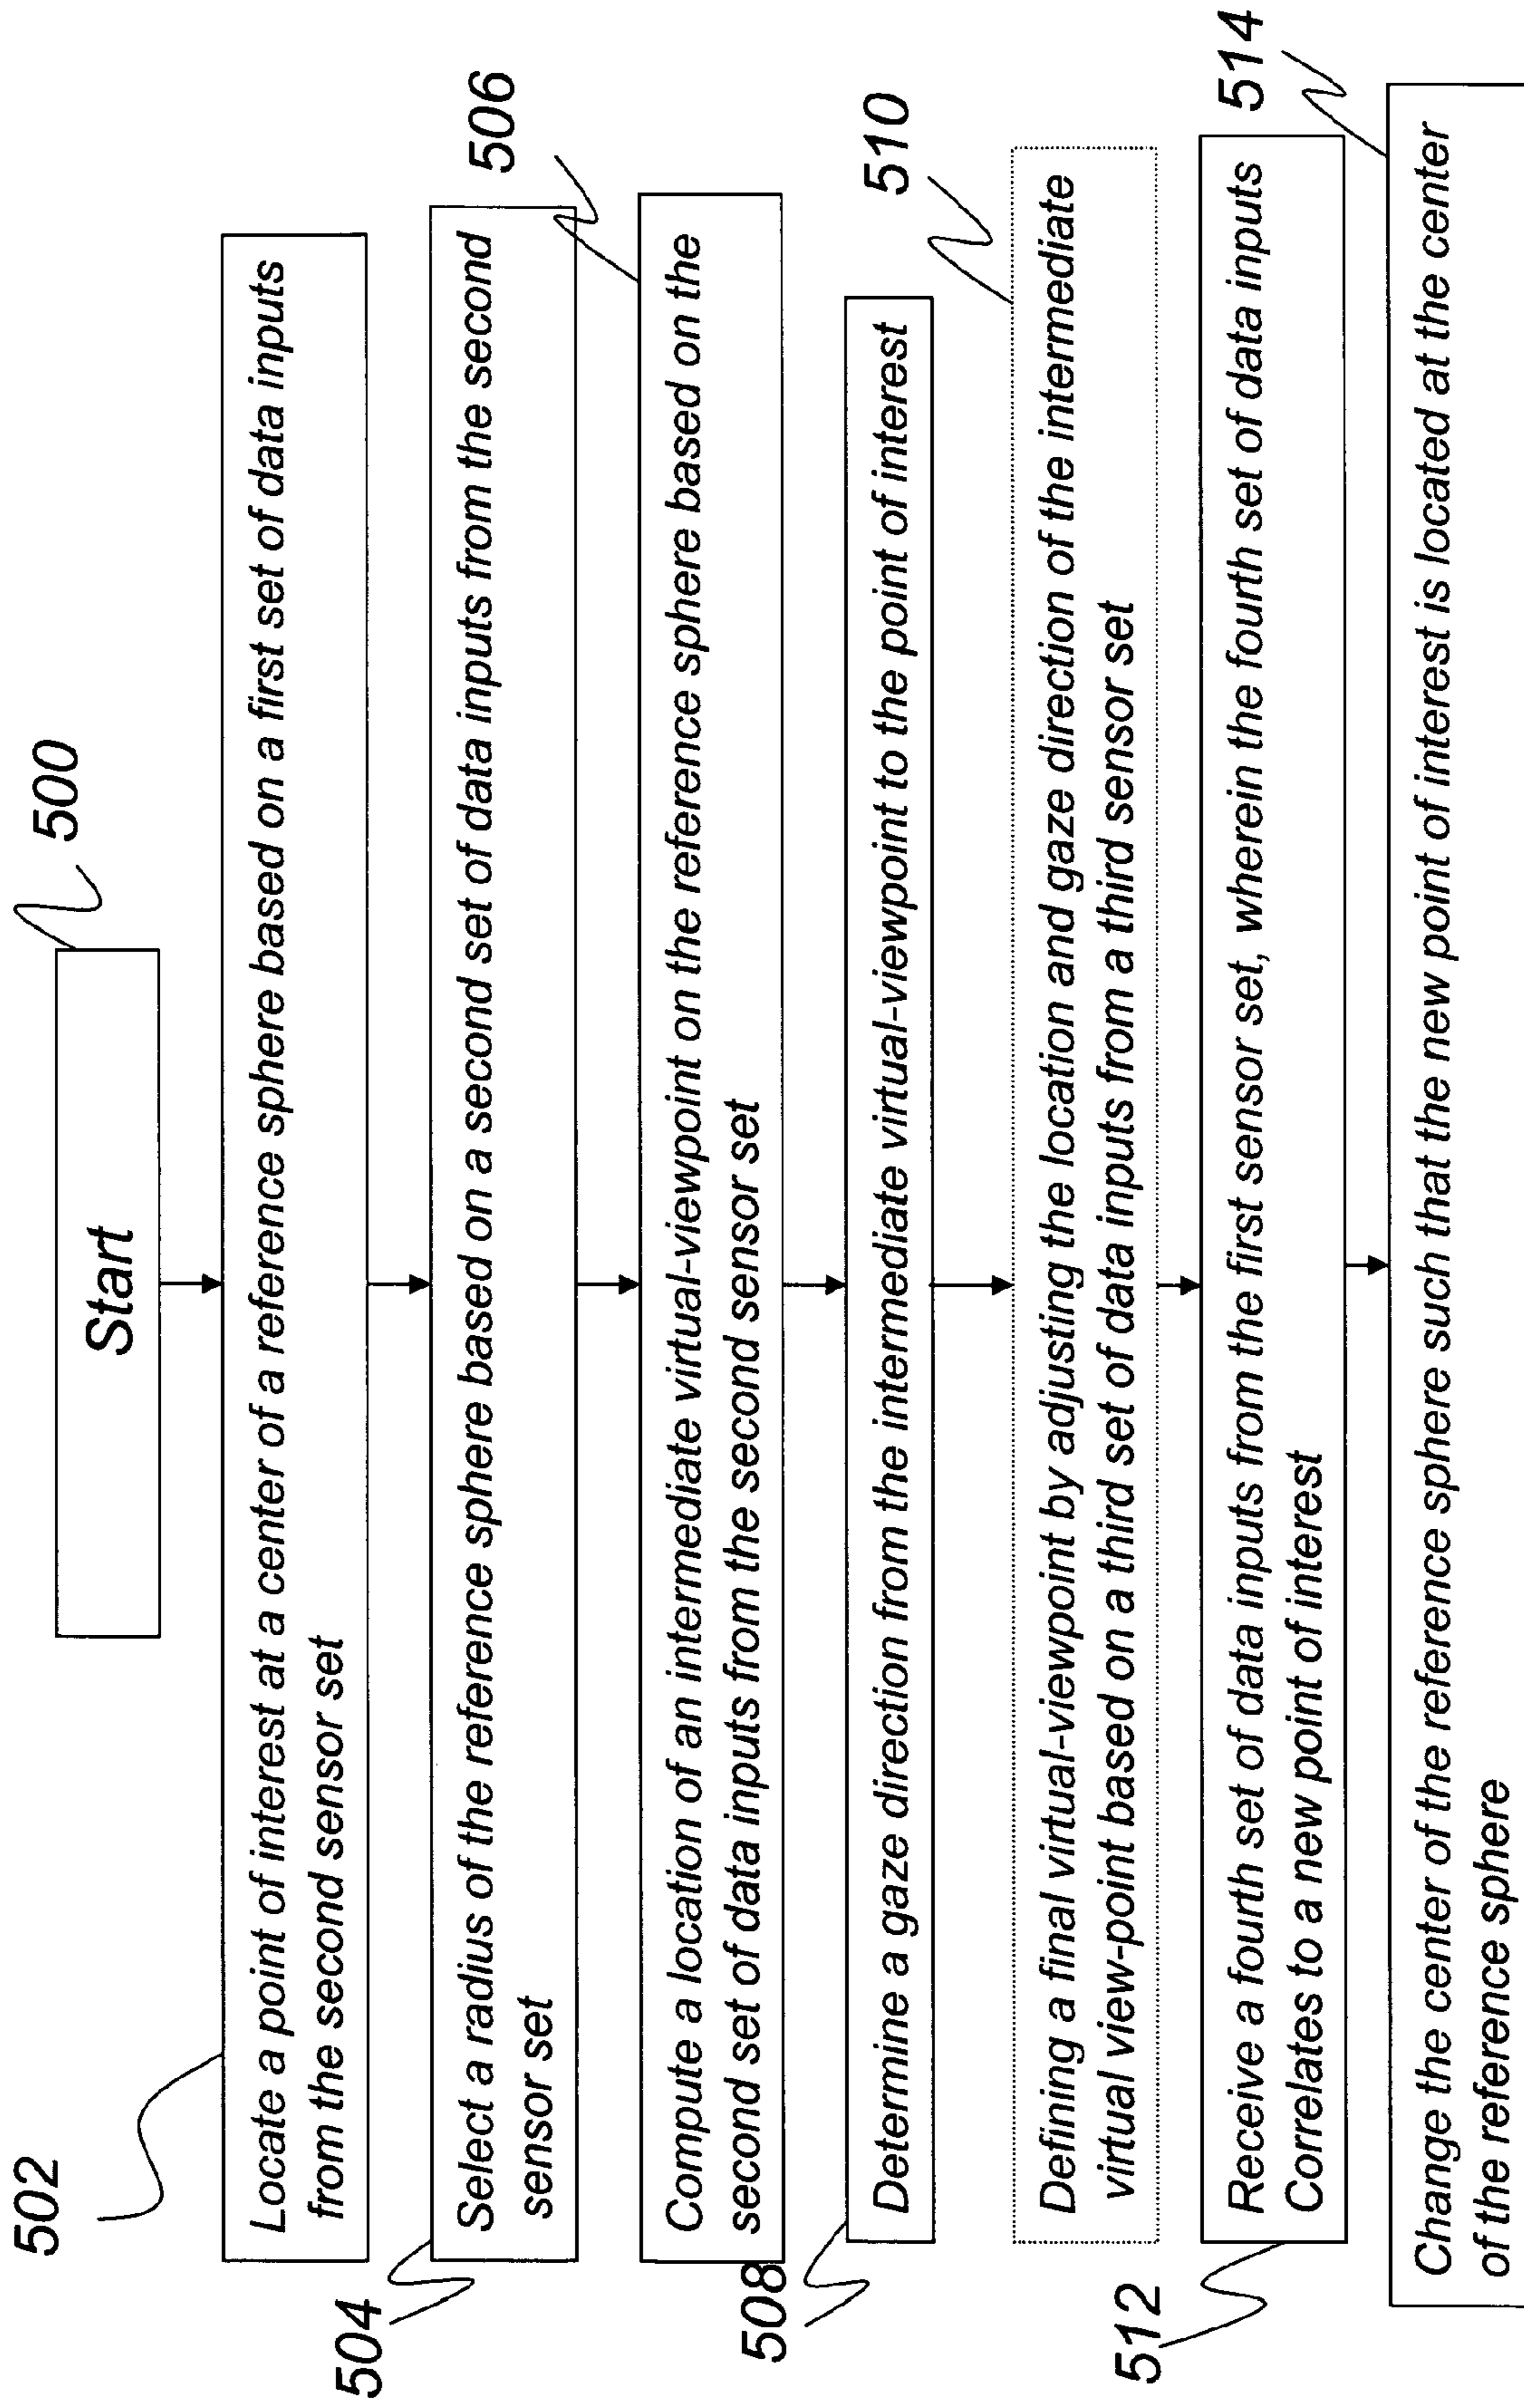 500
Start
502
Locate a point of interest at a center of a reference sphere based on a first set of data inputs
from the second sensor set
504
Select a radius of the reference sphere based on a second set of data inputs from the second
sensor set
506
Compute a location of an intermediate virtual-viewpoint on the reference sphere based on the
second set of data inputs from the second sensor set
508
Determine a gaze direction from the intermediate virtual-viewpoint to the point of interest
510
Defining a final virtual-viewpoint by adjusting the location and gaze direction of the intermediate
virtual view-point based on a third set of data inputs from a third sensor set
512
Receive a fourth set of data inputs from the first sensor set, wherein the fourth set of data inputs
Correlates to a new point of interest
514
Change the center of the reference sphere such that the new point of interest is located at the center
of the reference sphere